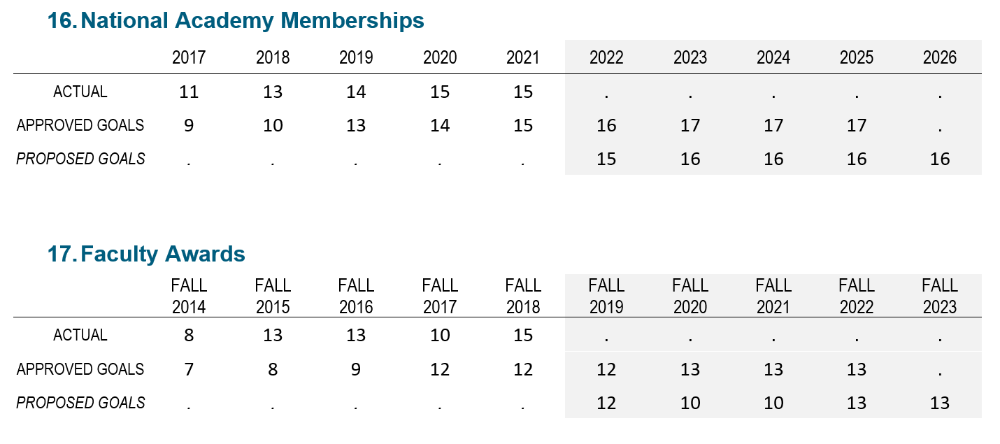 16. National Academy Memberships
2017 2018 2019 2020 2021 2022 2023 2024 2025 2026
ACTUAL 11 13 14 15 15 . . . . .
APPROVED GOALS 9 10 13 14 15 16 17 17 17 .
PROPOSED GOALS . . . . . 15 16 16 16 16
17. Faculty Awards
FALL FALL FALL FALL FALL FALL FALL FALL FALL FALL
2014 2015 2016 2017 2018 2019 2020 2021 2022 2023
ACTUAL 8 13 13 10 15 . . . . .
APPROVED GOALS 7 8 9 12 12 12 13 13 13 .
PROPOSED GOALS . . . . . 12 10 10 13 13